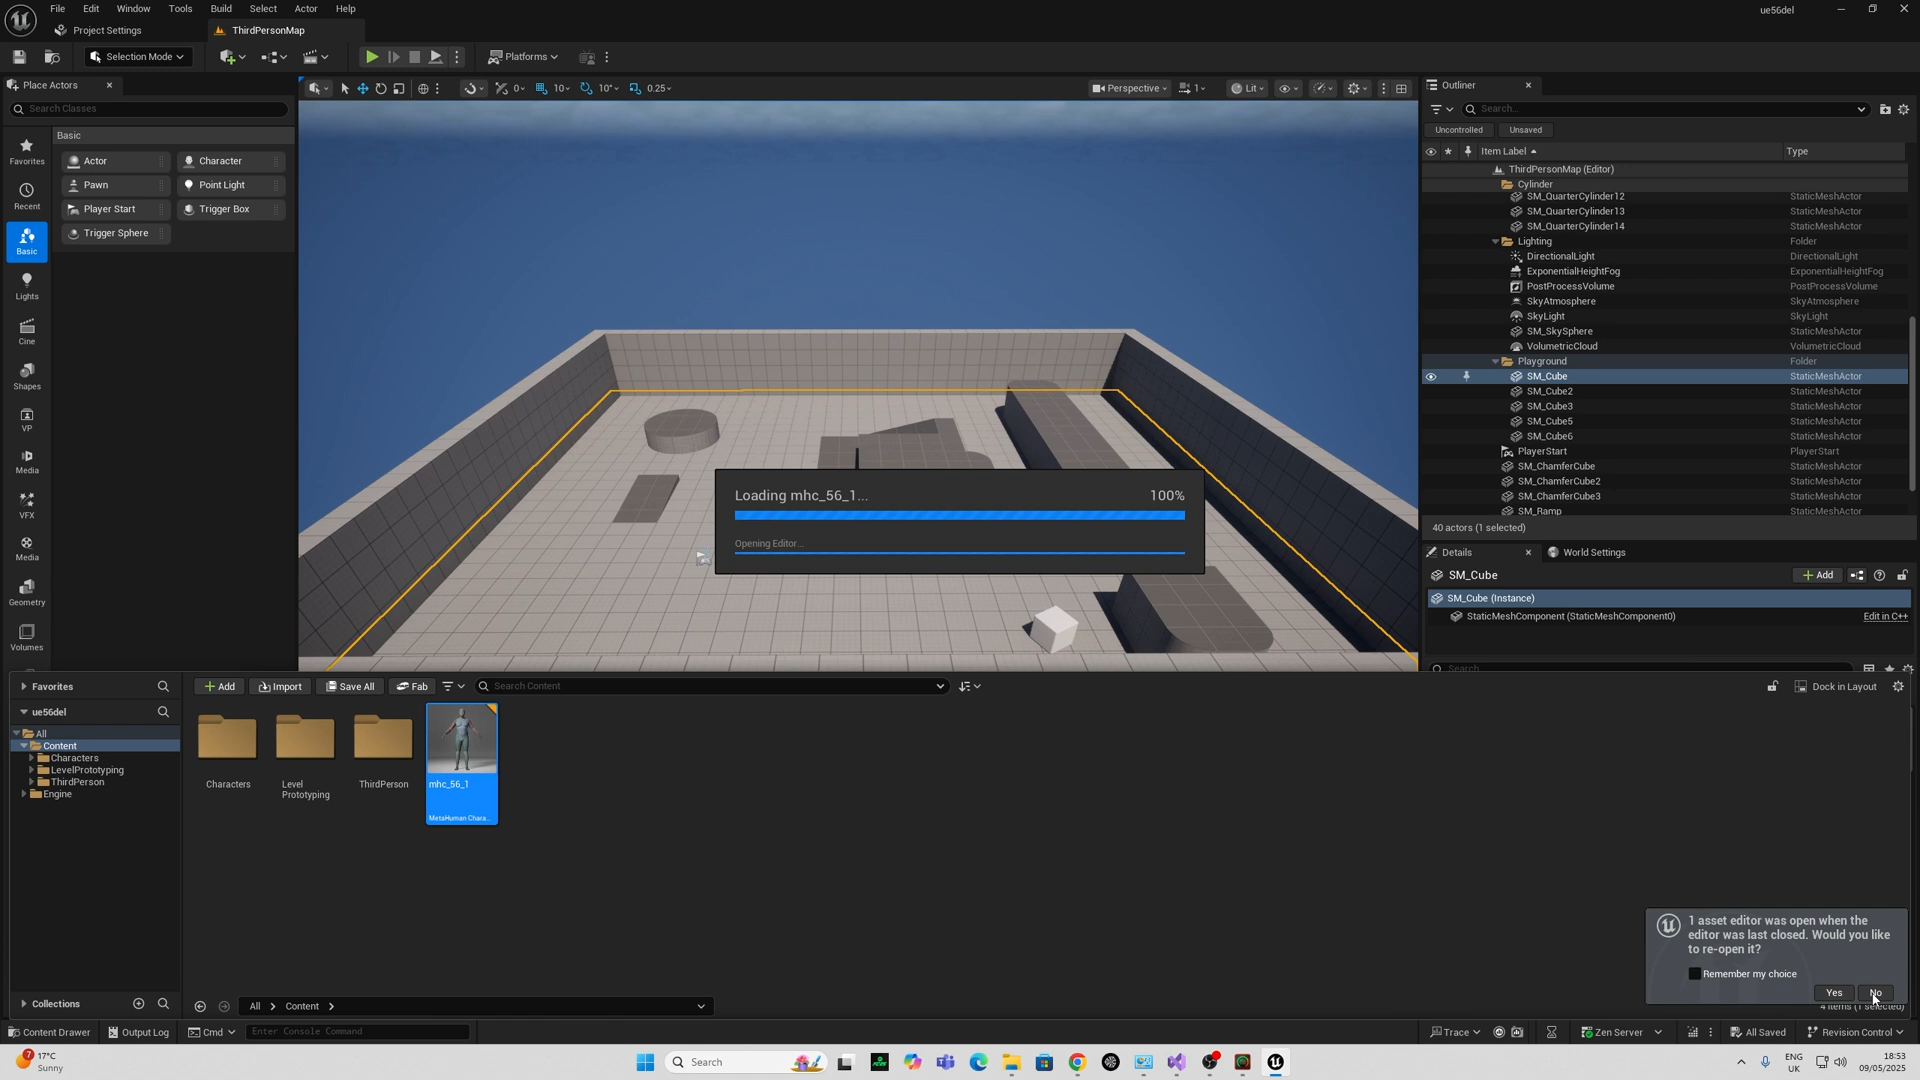 File Edit Window Tools Build Select Actor Help
ue56del
Project Settings
ThirdPersonMap
Selection Mode
Platforms
Place Actors
Search Classes
Basic
Favorites
Recent
Basic
Lights
Cine
Shapes
VP
Media
VFX
Media
Geometry
Volumes
Actor
Character
Pawn
Point Light
Player Start
Trigger Box
Trigger Sphere
0
10
10°
0.25
Perspective
1
Lit
Loading mhc_56_1...
100%
Opening Editor...
Outliner
Search...
Uncontrolled
Unsaved
Item Label
Type
ThirdPersonMap (Editor)
Cylinder
SM_QuarterCylinder12 StaticMeshActor
SM_QuarterCylinder13 StaticMeshActor
SM_QuarterCylinder14 StaticMeshActor
Lighting Folder
DirectionalLight DirectionalLight
ExponentialHeightFog ExponentialHeightFog
PostProcessVolume PostProcessVolume
SkyAtmosphere SkyAtmosphere
SkyLight SkyLight
SM_SkySphere StaticMeshActor
VolumetricCloud VolumetricCloud
Playground Folder
SM_Cube StaticMeshActor
SM_Cube2 StaticMeshActor
SM_Cube3 StaticMeshActor
SM_Cube5 StaticMeshActor
SM_Cube6 StaticMeshActor
PlayerStart PlayerStart
SM_ChamferCube StaticMeshActor
SM_ChamferCube2 StaticMeshActor
SM_ChamferCube3 StaticMeshActor
SM_Ramp StaticMeshActor
40 actors (1 selected)
Details
World Settings
SM_Cube
Add
SM_Cube (Instance)
StaticMeshComponent (StaticMeshComponent0)
Edit in C++
Search
Favorites
ue56del
All
Content
Characters
LevelPrototyping
ThirdPerson
Engine
Collections
Add
Import
Save All
Fab
Search Content
Dock in Layout
Characters
Level
Prototyping
ThirdPerson
mhc_56_1
MetaHuman Chara...
1 asset editor was open when the
editor was last closed. Would you like
to re-open it?
Remember my choice
Yes
No
4 items (1 selected)
All
Content
Content Drawer
Output Log
Cmd
Enter Console Command
Trace
Zen Server
All Saved
Revision Control
7
17°C
Sunny
Search
ENG
UK
18:53
09/05/2025